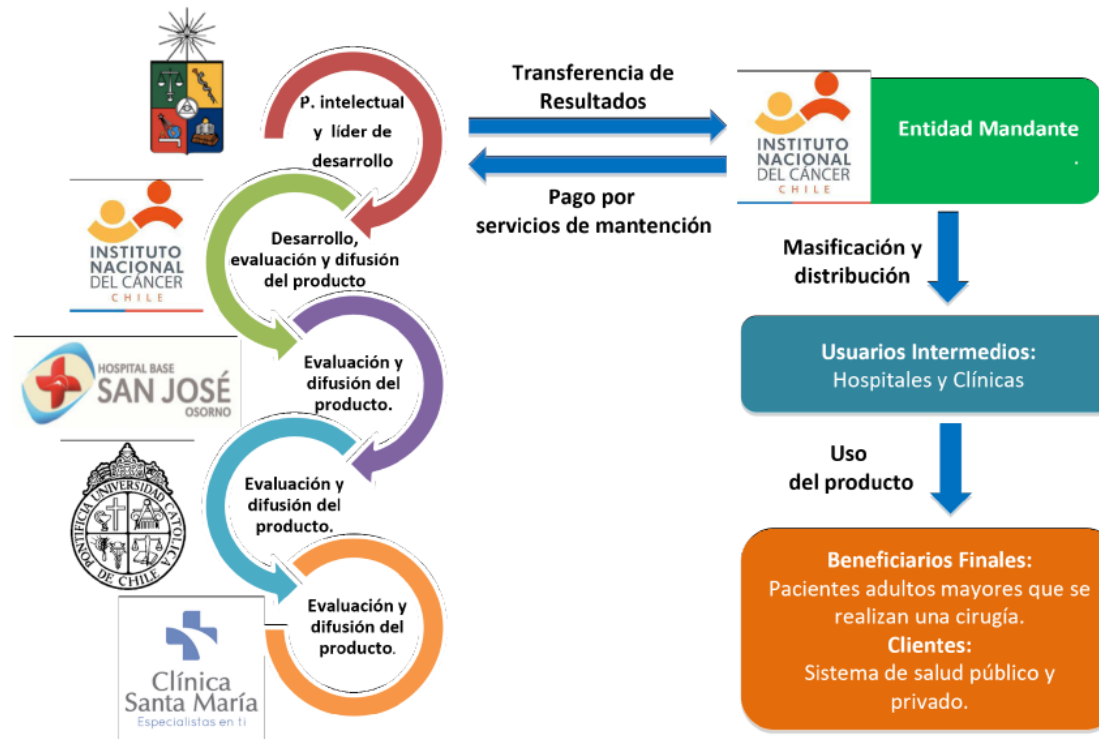 P. intelectual
y líder de
desarrollo
INSTITUTO
NACIONAL
DEL CÁNCER
CHILE
Desarrollo,
evaluación y difusión
del producto
HOSPITAL BASE
SAN JOSÉ
OSORNO
Evaluación y
difusión del
producto.
PONTIFICIA UNIVERSIDAD CATOLICA
DE CHILE
Evaluación y
difusión del
producto.
Clínica
Santa María
Especialistas en ti
Evaluación y
difusión del
producto.
Transferencia de
Resultados
Pago por
servicios de mantención
INSTITUTO
NACIONAL
DEL CÁNCER
CHILE
Entidad Mandante
.
Masificación y
distribución
Usuarios Intermedios:
Hospitales y Clínicas
Uso
del producto
Beneficiarios Finales:
Pacientes adultos mayores que se
realizan una cirugía.
Clientes:
Sistema de salud público y
privado.